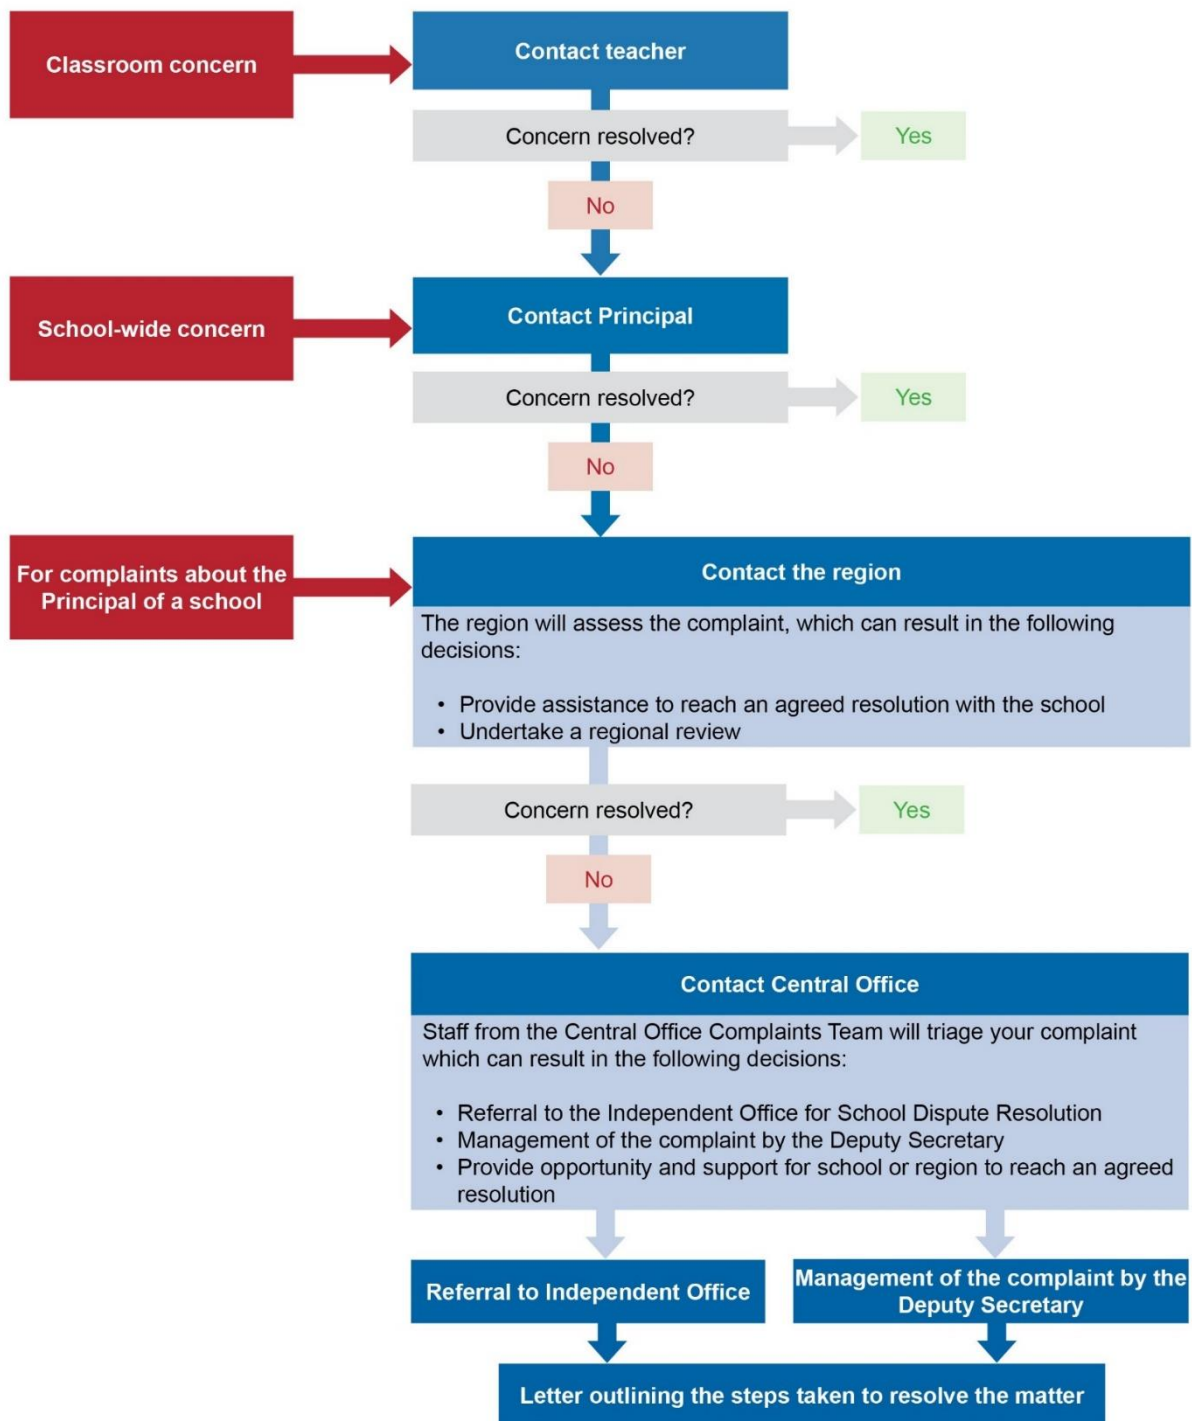 Classroom concern
Contact teacher
Concern resolved?
Yes
No
School-wide concern
Contact Principal
Concern resolved?
Yes
No
For complaints about the
Principal of a school
Contact the region
The region will assess the complaint, which can result in the following
decisions:
• Provide assistance to reach an agreed resolution with the school
• Undertake a regional review
Concern resolved?
Yes
No
Contact Central Office
Staff from the Central Office Complaints Team will triage your complaint
which can result in the following decisions:
• Referral to the Independent Office for School Dispute Resolution
• Management of the complaint by the Deputy Secretary
• Provide opportunity and support for school or region to reach an agreed
resolution
Referral to Independent Office
Management of the complaint by the
Deputy Secretary
Letter outlining the steps taken to resolve the matter